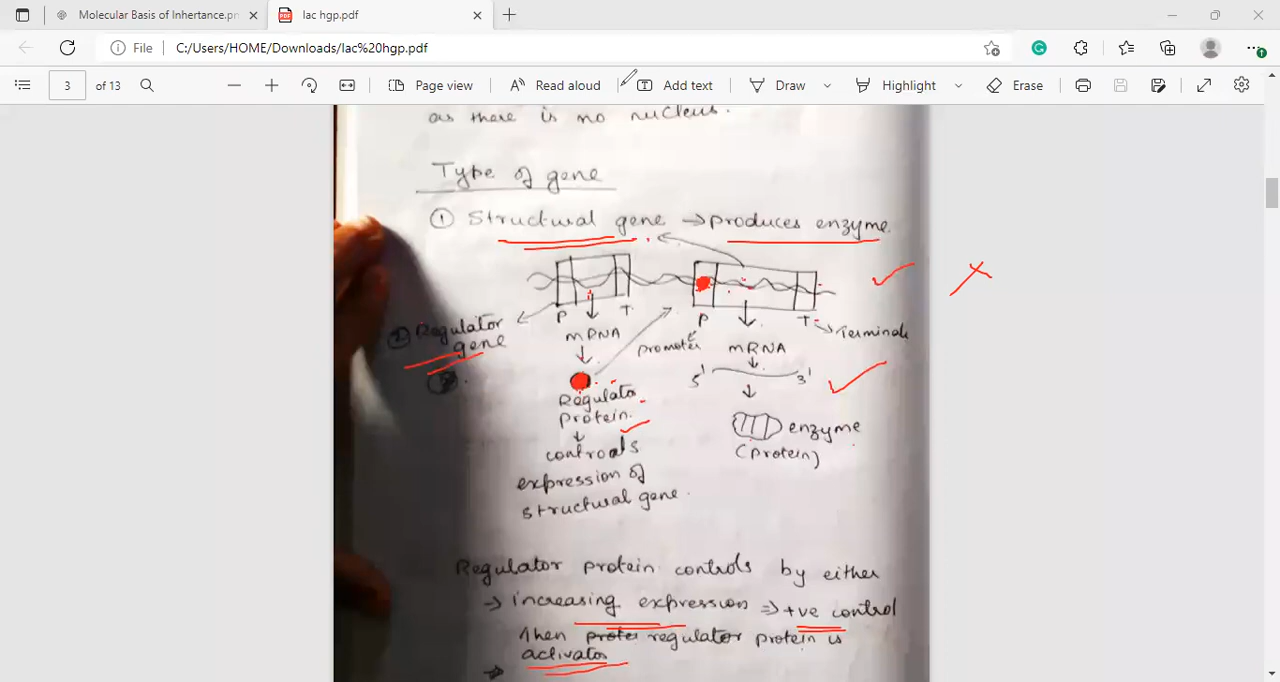 Molecular Basis of Inhertance.pr
lac hgp.pdf
File
C:/Users/HOME/Downloads/lac%20hgp.pdf
3 of 13
Page view
Read aloud
Add text
Draw
Highlight
Erase
as there is no nucleus.
Type of gene
① Structural gene → produces enzyme.
P T P T → Terminal
② Regulator gene
mRNA
promoter
mRNA
5' 3'
Regulator
protein.
enzyme
(protein)
controls
expression of
structural gene.
Regulator protein controls by either
→ increasing expression ⇒ +ve control
then regulator protein is
activator